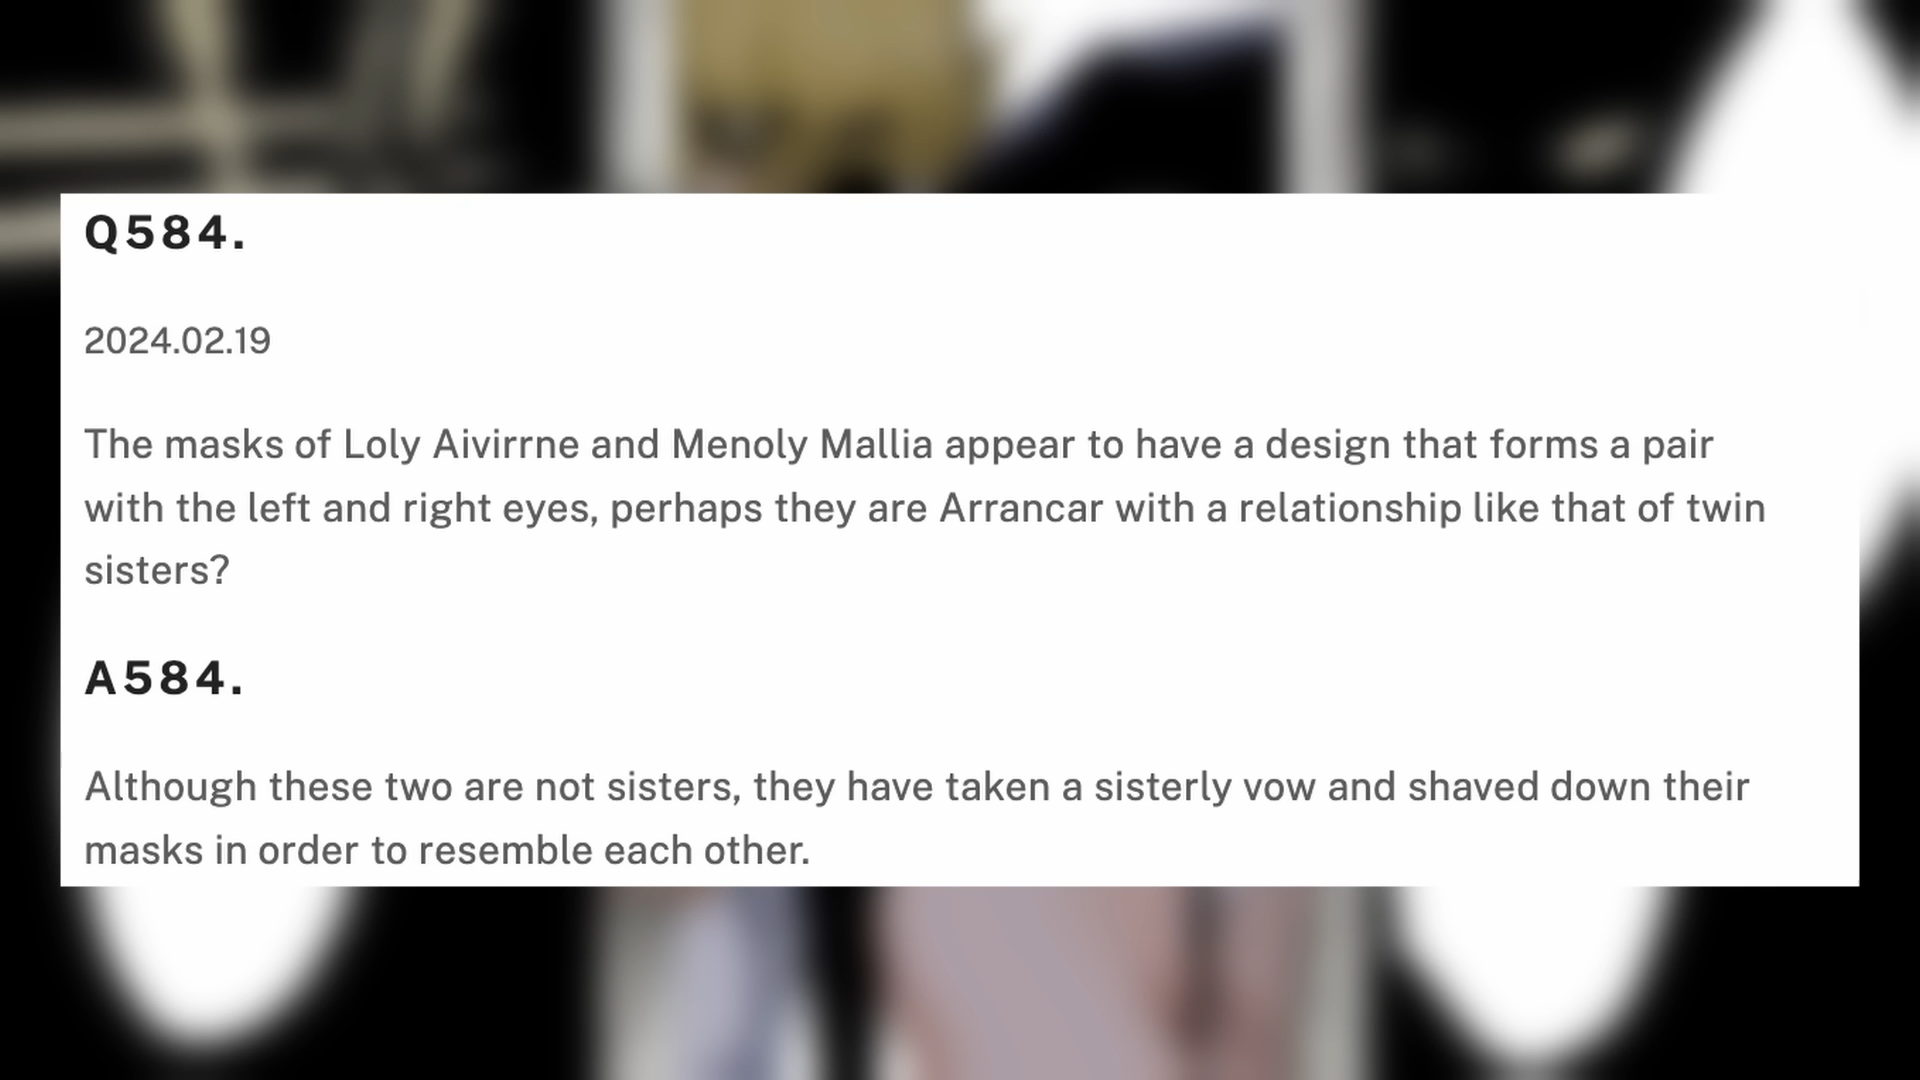 Q584.
2024.02.19
The masks of Loly Aivirrne and Menoly Mallia appear to have a design that forms a pair
with the left and right eyes, perhaps they are Arrancar with a relationship like that of twin
sisters?
A584.
Although these two are not sisters, they have taken a sisterly vow and shaved down their
masks in order to resemble each other.